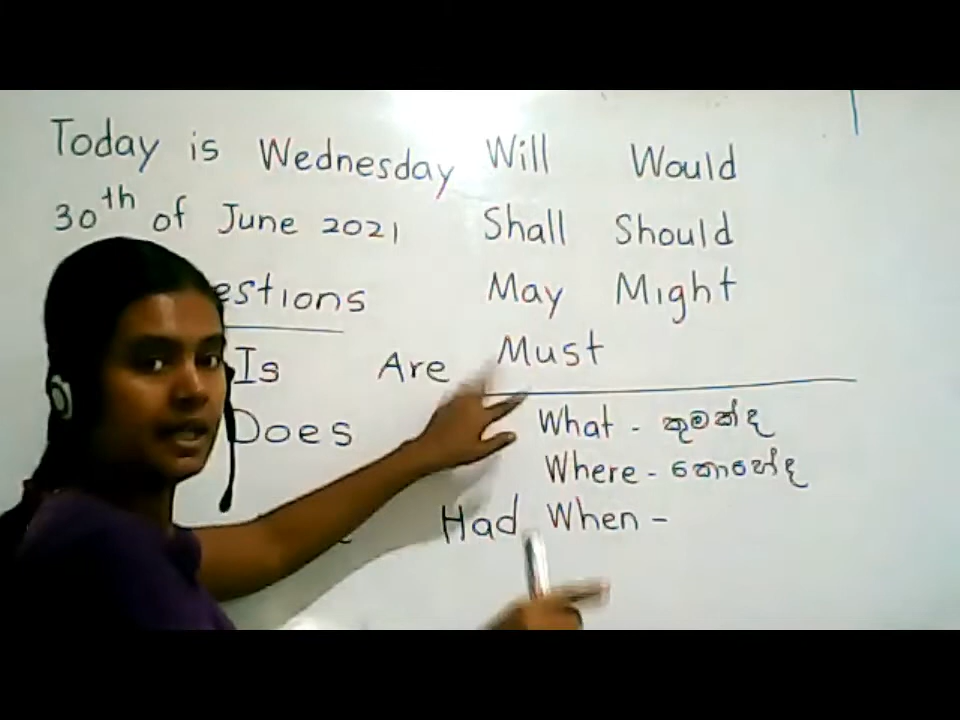 Today is Wednesday
30th of June 2021
estions
Is Are
Does
Had
Will Would
Shall Should
May Might
Must
What - කුමක්ද
Where - කොහේද
When -